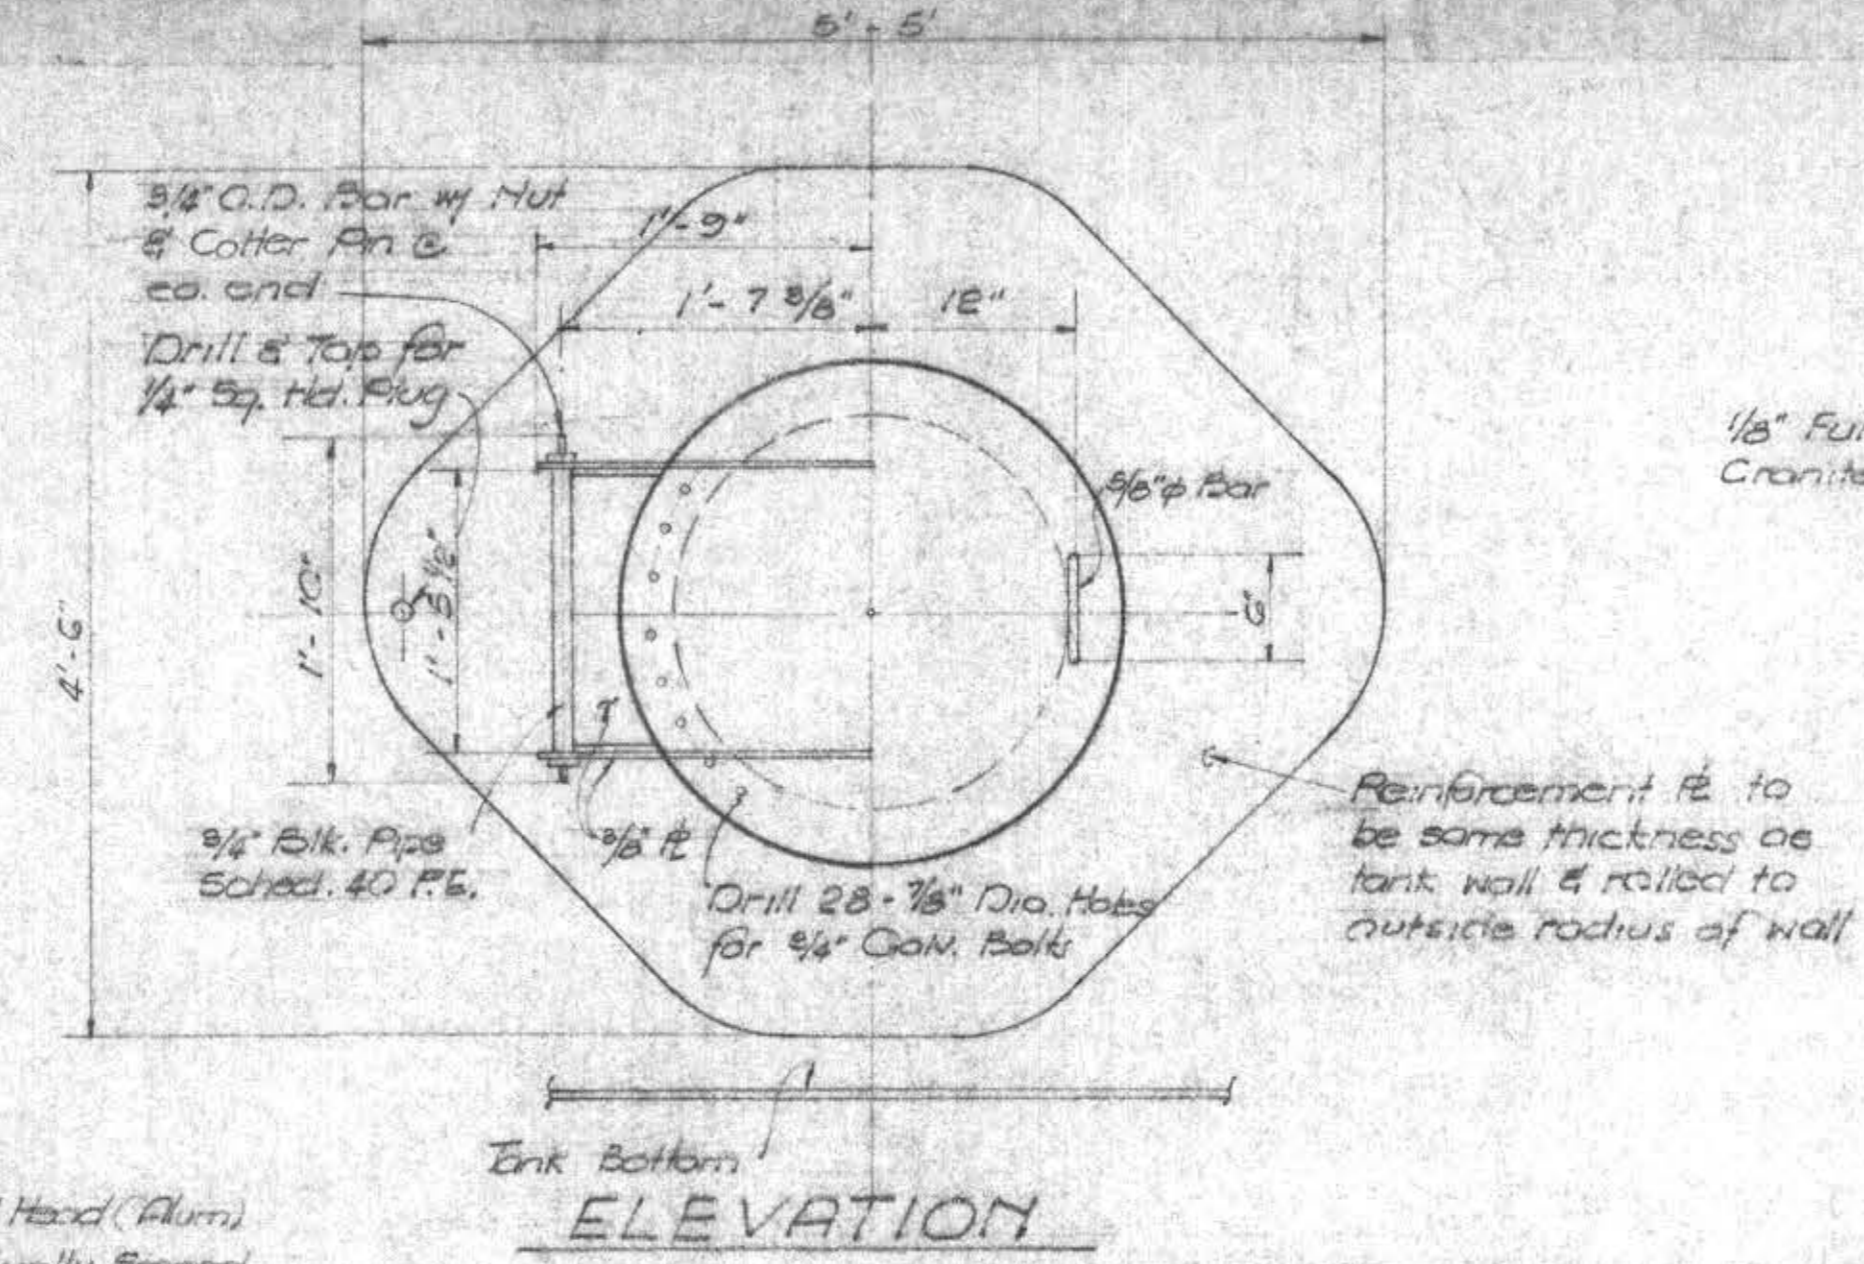 5'-5'
3/4" O.D. Bar w/ Nut
& Cotter Pin @
ea. end
Drill & Tap for
1/4" Sq. Hd. Plug
1'-9"
1'-7 3/8"
12"
1/8" Ful
Granite
5/8"ø Bar
4'-6"
1'-10"
1'-5 1/2"
6"
3/4" Blk. Pipe
Sched. 40 P.E.
3/8" ℄
Drill 28-7/8" Dia. Holes
for 3/4" Galv. Bolts
Reinforcement ℄ to
be same thickness as
tank wall & rolled to
outside radius of wall
Tank Bottom
ELEVATION
Head (Alum)